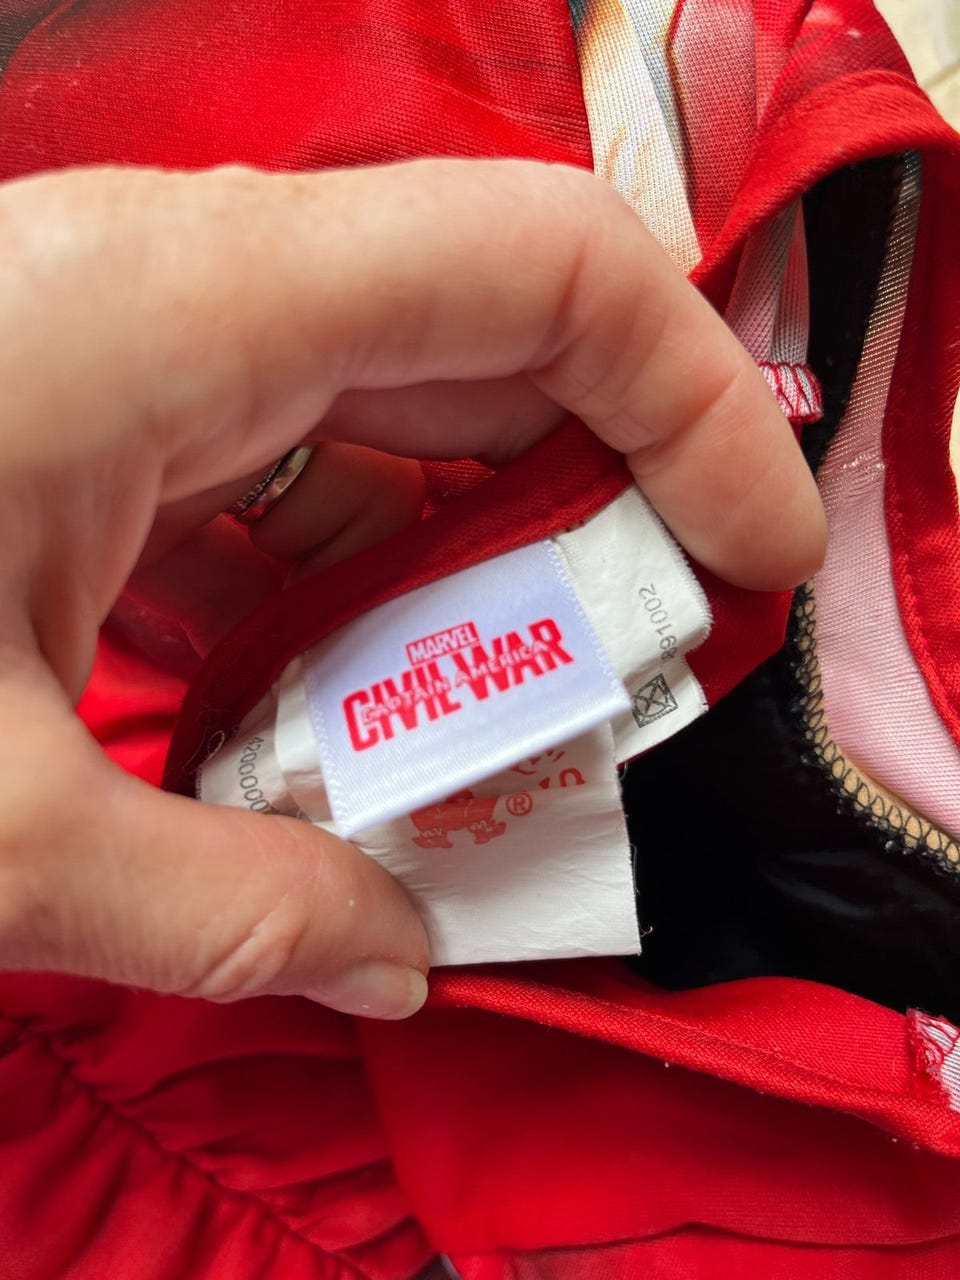 MARVEL
CAPTAIN AMERICA
CIVIL WAR
891002
®